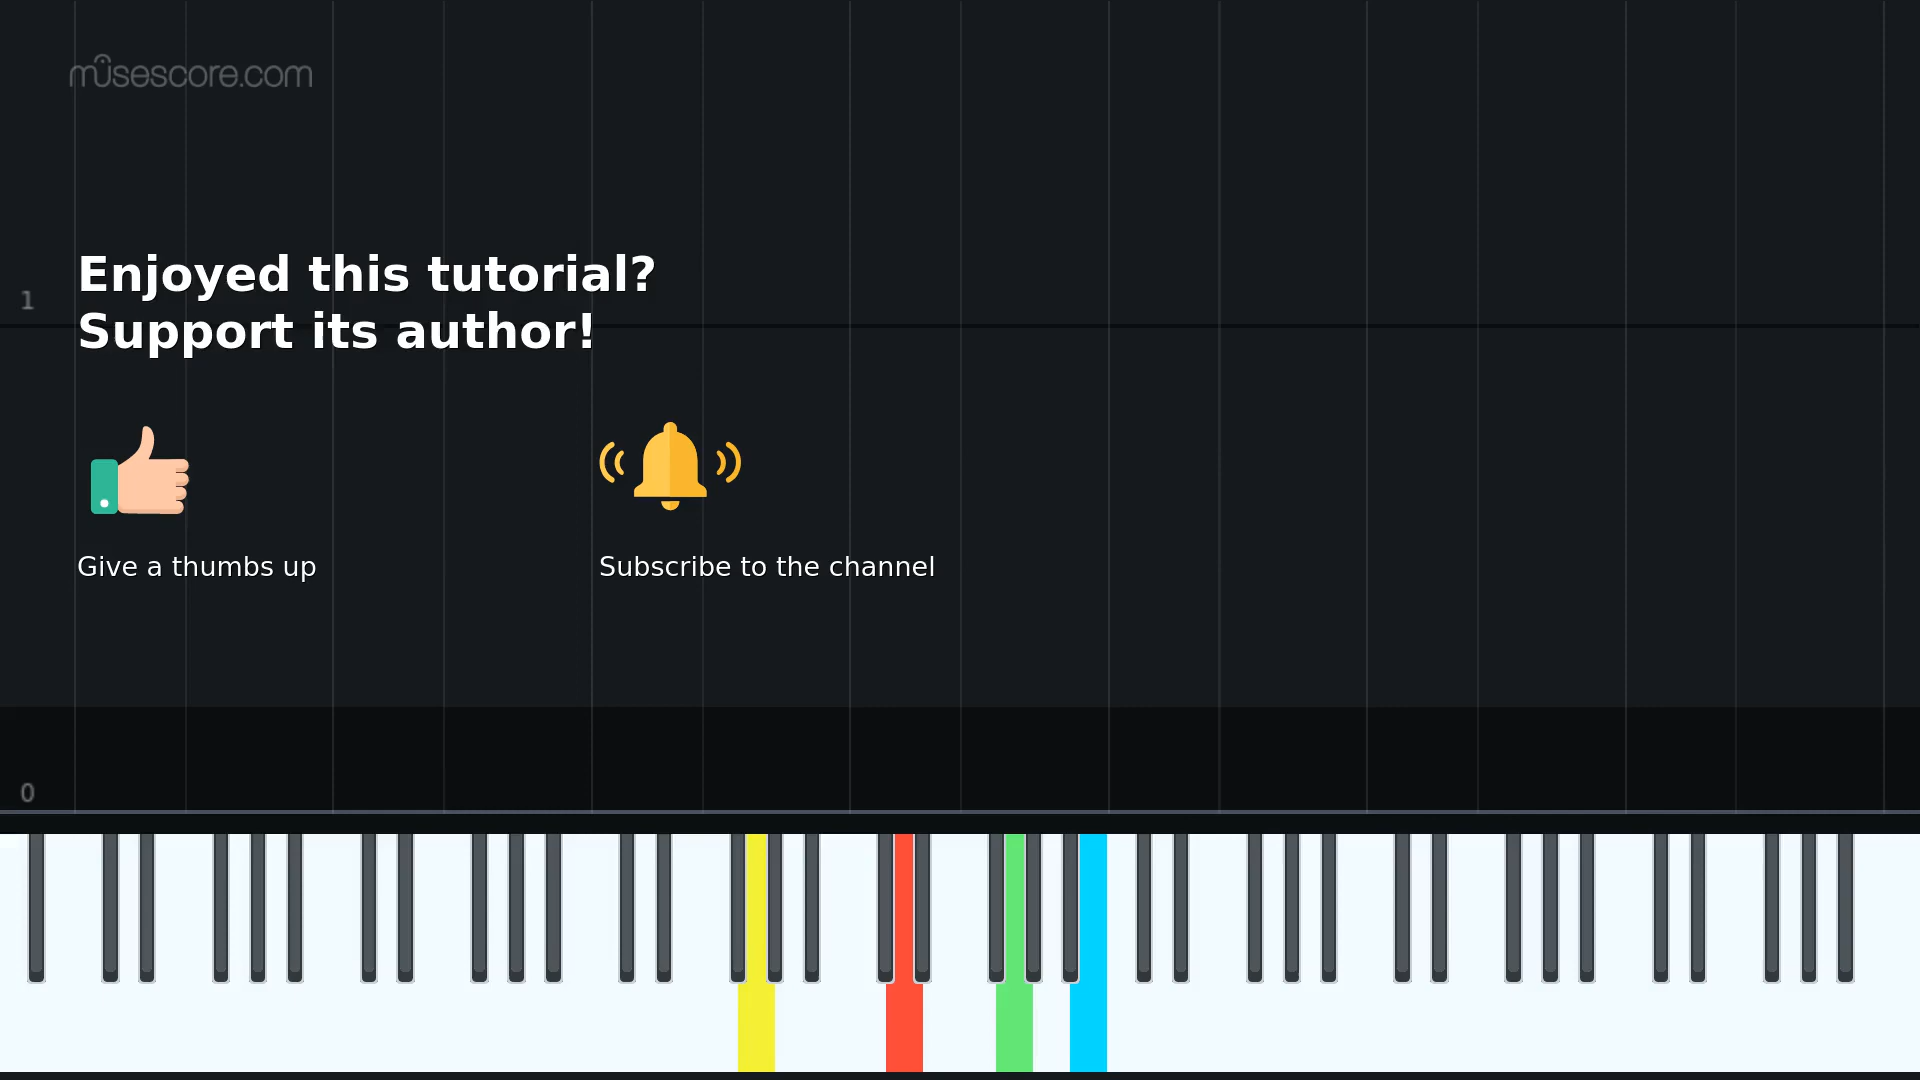 musescore.com
Enjoyed this tutorial?
1
Support its author!
Give a thumbs up
Subscribe to the channel
0